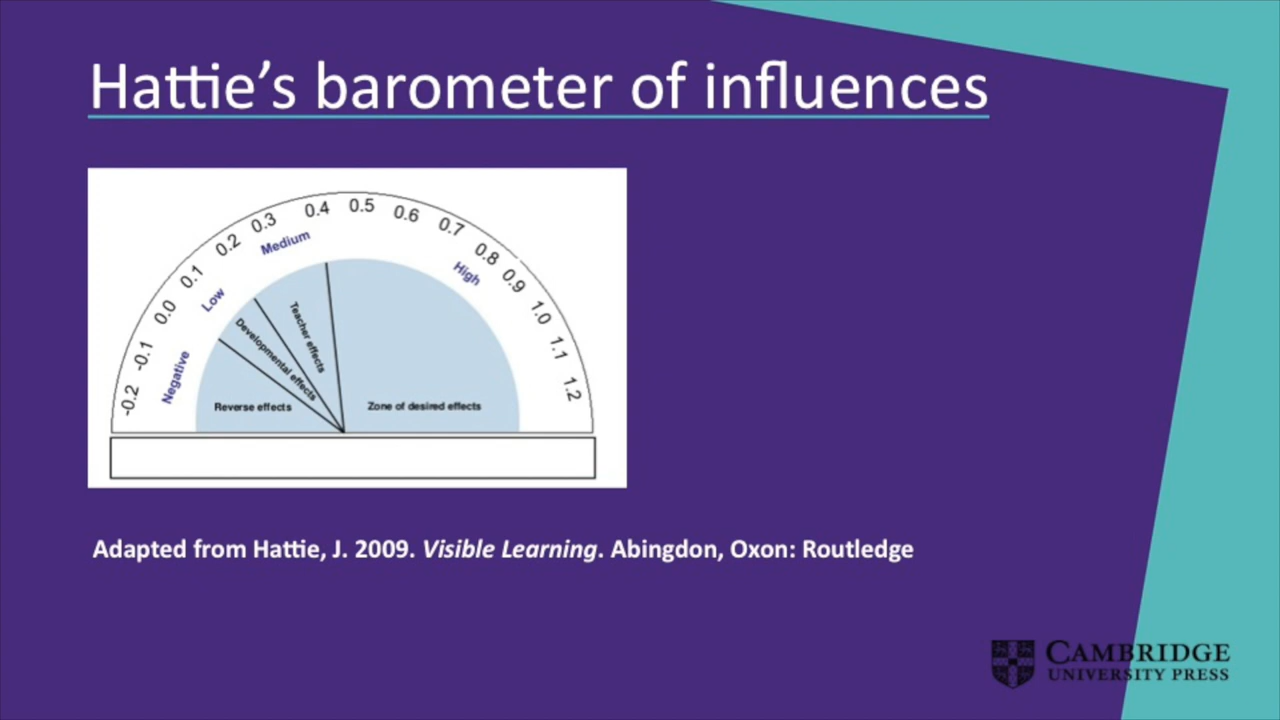 Hattie’s barometer of influences
-0.2
-0.1
0.0
0.1
0.2
0.3
0.4
0.5
0.6
0.7
0.8
0.9
1.0
1.1
1.2
Negative
Low
Medium
High
Reverse effects
Developmental effects
Teacher effects
Zone of desired effects
Adapted from Hattie, J. 2009. Visible Learning. Abingdon, Oxon: Routledge
CAMBRIDGE
UNIVERSITY PRESS